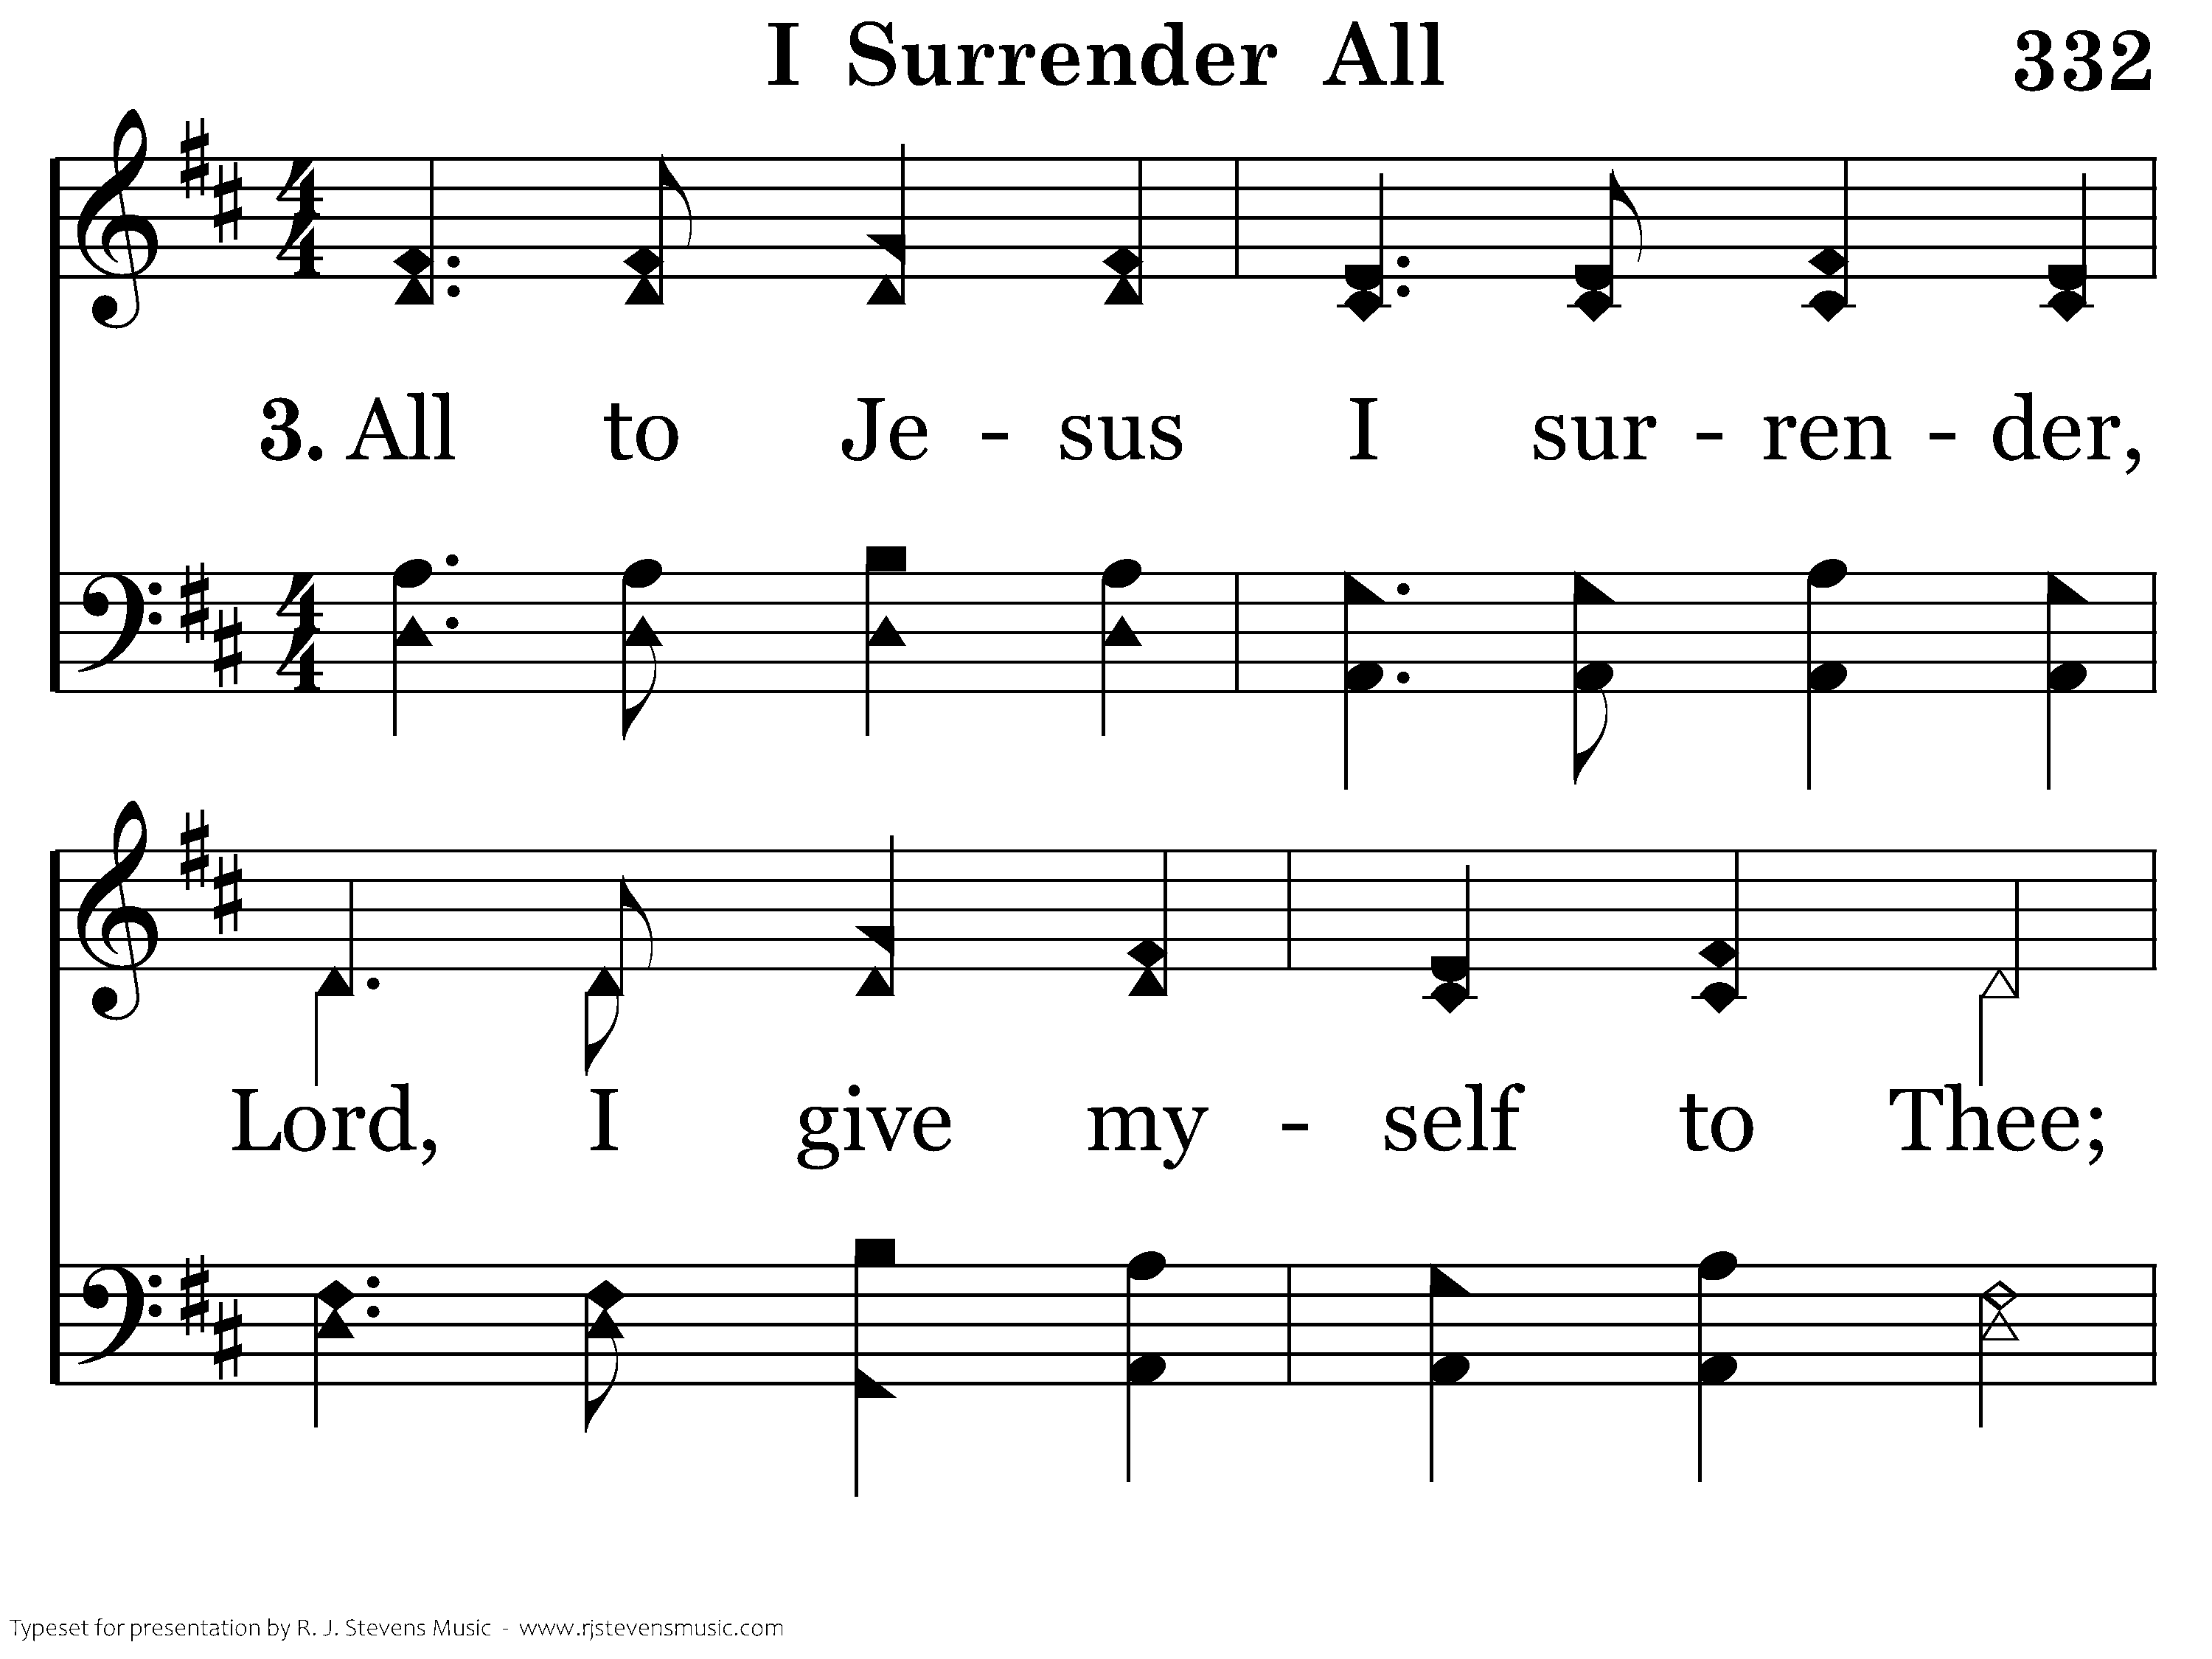 I Surrender All 332
3. All to Je - sus I sur - ren - der,
Lord, I give my - self to Thee;
Typeset for presentation by R. J. Stevens Music - www.rjstevensmusic.com